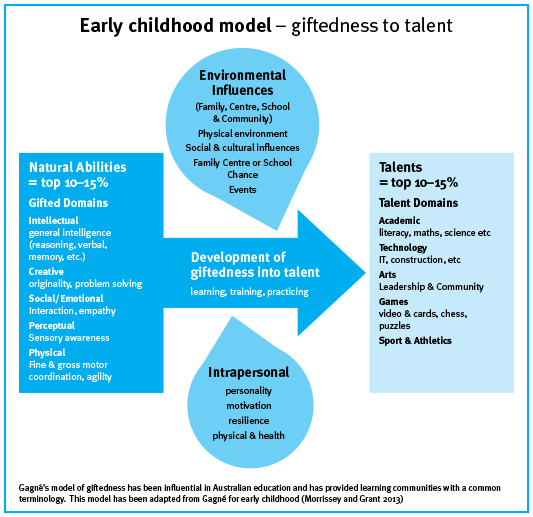 Early childhood model – giftedness to talent
Environmental
Influences
(Family, Centre, School
& Community)
Physical environment
Social & cultural influences
Family Centre or School
Chance
Events
Natural Abilities
= top 10–15%
Gifted Domains
Intellectual
general intelligence
(reasoning, verbal,
memory, etc.)
Creative
originality, problem solving
Social/Emotional
Interaction, empathy
Perceptual
Sensory awareness
Physical
Fine & gross motor
coordination, agility
Development of
giftedness into talent
learning, training, practicing
Talents
= top 10–15%
Talent Domains
Academic
literacy, maths, science etc
Technology
IT, construction, etc
Arts
Leadership & Community
Games
video & cards, chess,
puzzles
Sport & Athletics
Intrapersonal
personality
motivation
resilience
physical & health
Gagné's model of giftedness has been influential in Australian education and has provided learning communities with a common
terminology. This model has been adapted from Gagné for early childhood (Morrissey and Grant 2013)